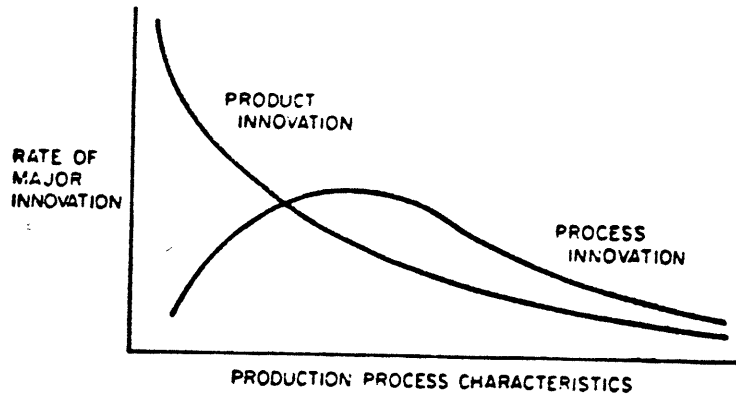 PRODUCT
INNOVATION
RATE OF
MAJOR
INNOVATION
PROCESS
INNOVATION
PRODUCTION PROCESS CHARACTERISTICS